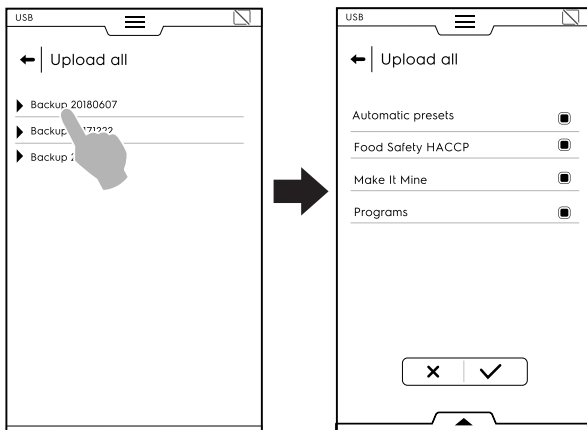 USB
Upload all
Backup 20180607
Backup
Backup
USB
Upload all
Automatic presets
Food Safety HACCP
Make It Mine
Programs